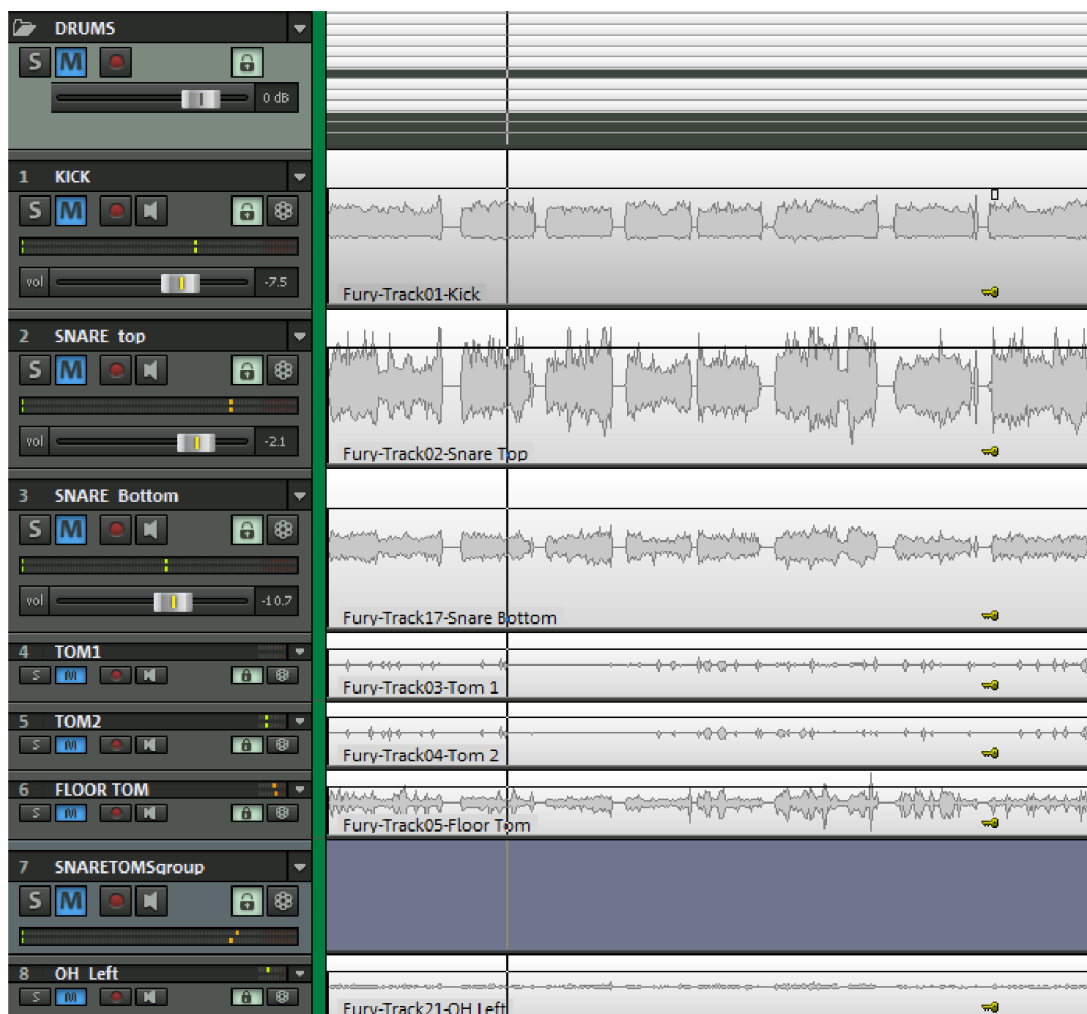 DRUMS
S M
0 dB
1 KICK
S M
vol -7.5
Fury-Track01-Kick
2 SNARE top
S M
vol -2.1
Fury-Track02-Snare Top
3 SNARE Bottom
S M
vol -10.7
Fury-Track17-Snare Bottom
4 TOM1
S M
Fury-Track03-Tom 1
5 TOM2
S M
Fury-Track04-Tom 2
6 FLOOR TOM
S M
Fury-Track05-Floor Tom
7 SNARETOMSgroup
S M
8 OH Left
S M
Fury-Track21-OH Left